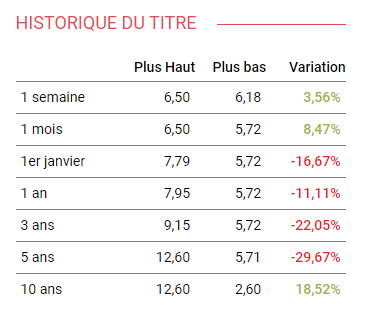 HISTORIQUE DU TITRE
Plus Haut Plus bas Variation
1 semaine 6,50 6,18 3,56%
1 mois 6,50 5,72 8,47%
1er janvier 7,79 5,72 -16,67%
1 an 7,95 5,72 -11,11%
3 ans 9,15 5,72 -22,05%
5 ans 12,60 5,71 -29,67%
10 ans 12,60 2,60 18,52%